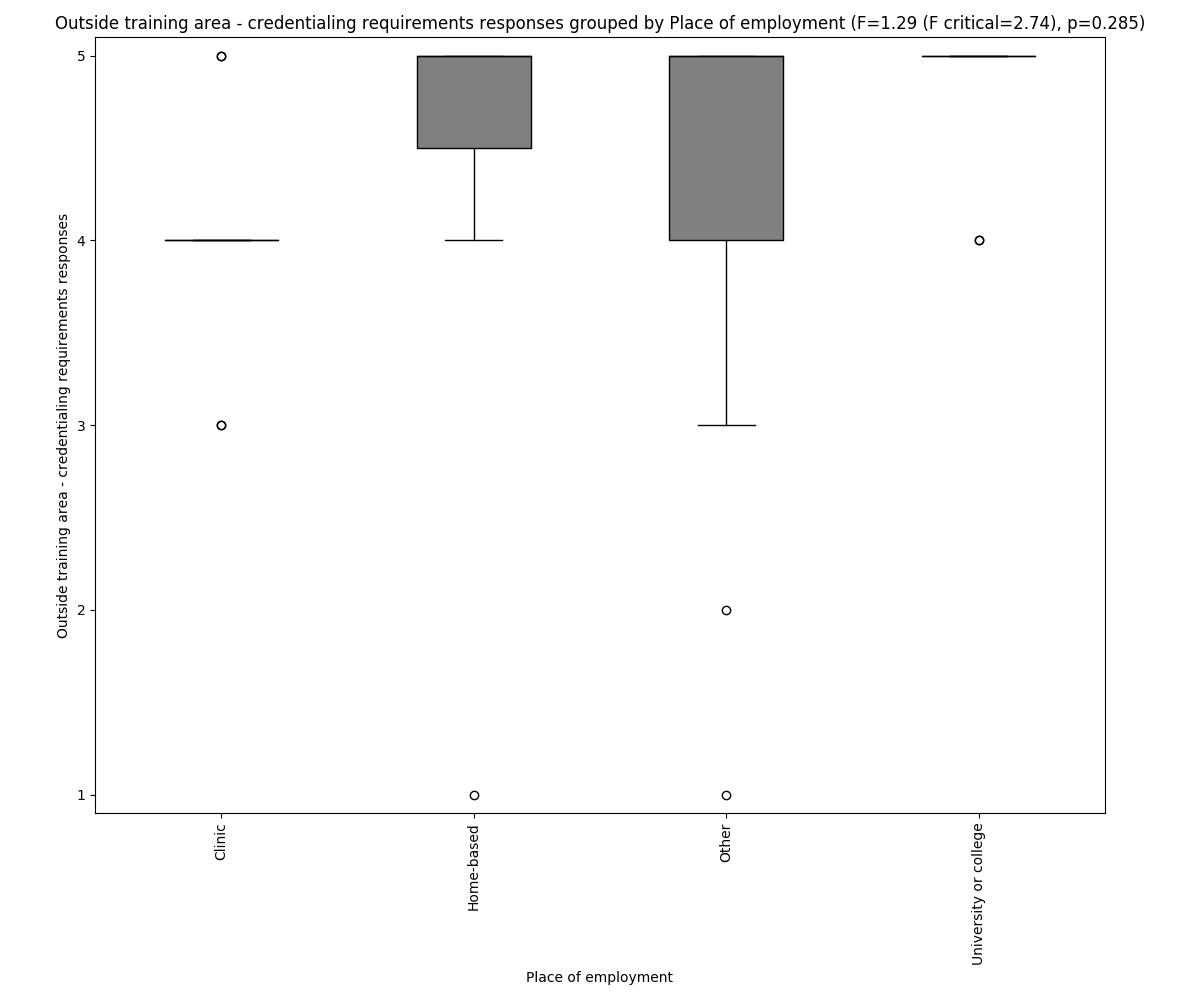 Outside training area - credentialing requirements responses grouped by Place of employment (F=1.29 (F critical=2.74), p=0.285)
Outside training area - credentialing requirements responses
5
4
3
2
1
Clinic
Home-based
Other
University or college
Place of employment